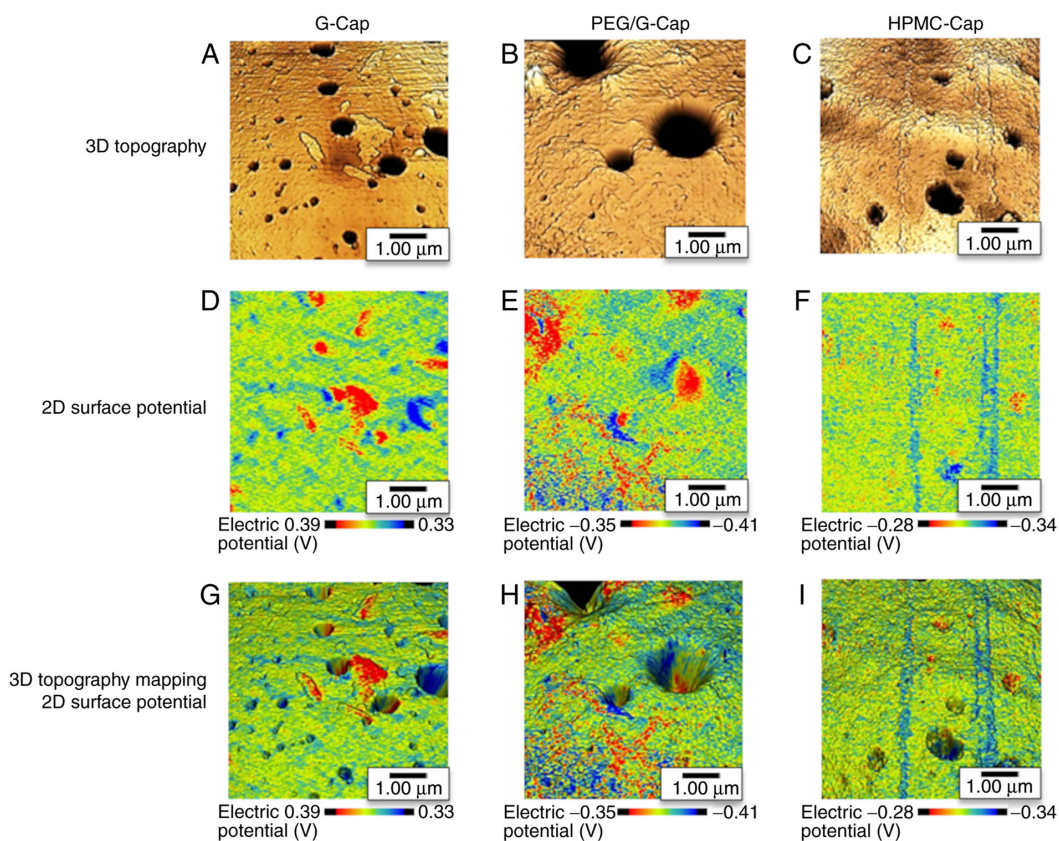 G-Cap PEG/G-Cap HPMC-Cap
A B C
3D topography
1.00 μm 1.00 μm 1.00 μm
D E F
2D surface potential
1.00 μm 1.00 μm 1.00 μm
Electric 0.39 0.33 Electric −0.35 −0.41 Electric −0.28 −0.34
potential (V) potential (V) potential (V)
G H I
3D topography mapping
2D surface potential
1.00 μm 1.00 μm 1.00 μm
Electric 0.39 0.33 Electric −0.35 −0.41 Electric −0.28 −0.34
potential (V) potential (V) potential (V)